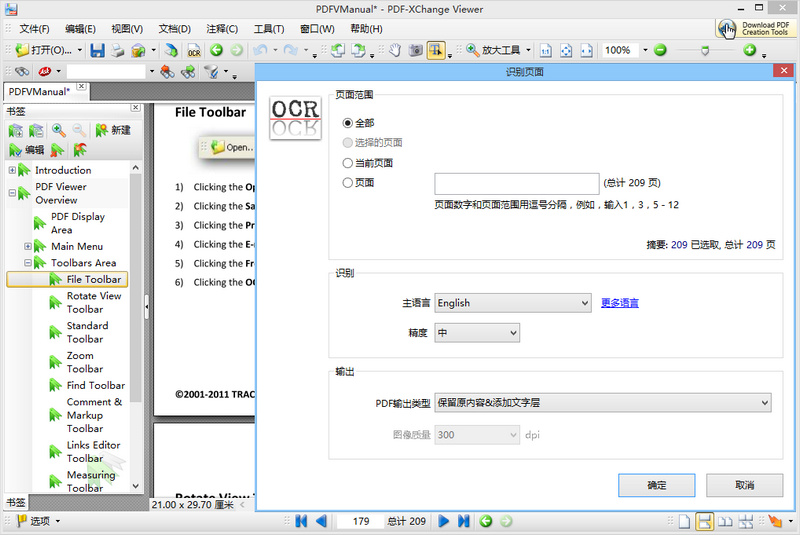 PDFVManual* - PDF-XChange Viewer
文件(F) 编辑(E) 视图(V) 文档(D) 注释(C) 工具(T) 窗口(W) 帮助(H)
Download PDF
Creation Tools
打开(O)...
OCR
放大工具
100%
PDFVManual*
书签
新建
编辑
Introduction
PDF Viewer
Overview
PDF Display
Area
Main Menu
Toolbars Area
File Toolbar
Rotate View
Toolbar
Standard
Toolbar
Zoom
Toolbar
Find Toolbar
Comment &
Markup
Toolbar
Links Editor
Toolbar
Measuring
Toolbar
书签
File Toolbar
Open...
1) Clicking the
2) Clicking the
3) Clicking the
4) Clicking the
5) Clicking the
6) Clicking the
©2001-2011 TRAC
Rotate View
21.00 x 29.70 厘米
识别页面
OCR
页面范围
全部
选择的页面
当前页面
页面 (总计 209 页)
页面数字和页面范围用逗号分隔，例如，输入1，3，5 - 12
摘要: 209 已选取, 总计 209 页
识别
主语言 English 更多语言
精度 中
输出
PDF输出类型 保留原内容&添加文字层
图像质量 300 dpi
确定 取消
选项 179 总计 209